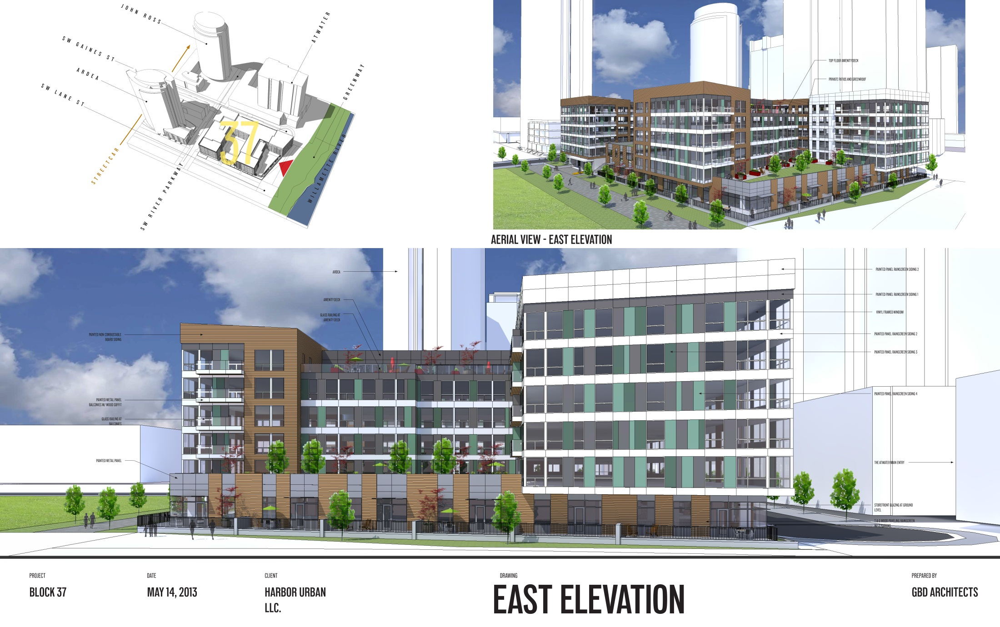 JOHN ROSS
SW GAINES ST.
ARDEA
SW LANE ST
STREETCAR
SW RIVER PARKWAY
37
ATWATER
GREENWAY
WILLAMETTE RIVER
TOP FLOOR AMENITY DECK
PRIVATE PATIOS AND GREENROOF
AERIAL VIEW - EAST ELEVATION
ARDEA
AMENITY DECK
GLASS RAILING AT
AMENITY DECK
PAINTED NON COMBUSTABLE
BOARD SIDING
PAINTED METAL PANEL
BALCONIES W/ WOOD SOFFIT
GLASS RAILING AT
BALCONIES
PAINTED METAL PANEL
PAINTED PANEL RAINSCREEN SIDING 2
PAINTED PANEL RAINSCREEN SIDING 1
VINYL FRAMED WINDOW
PAINTED PANEL RAINSCREEN SIDING 2
PAINTED PANEL RAINSCREEN SIDING 3
PAINTED PANEL RAINSCREEN SIDING 4
THE ATWATER MAIN ENTRY
STOREFRONT GLAZING AT GROUND
LEVEL
T & G WOOD PANELING RAINSCREEN
W/ Z FURRING
PROJECT
BLOCK 37
DATE
MAY 14, 2013
CLIENT
HARBOR URBAN
LLC.
DRAWING
EAST ELEVATION
PREPARED BY
GBD ARCHITECTS